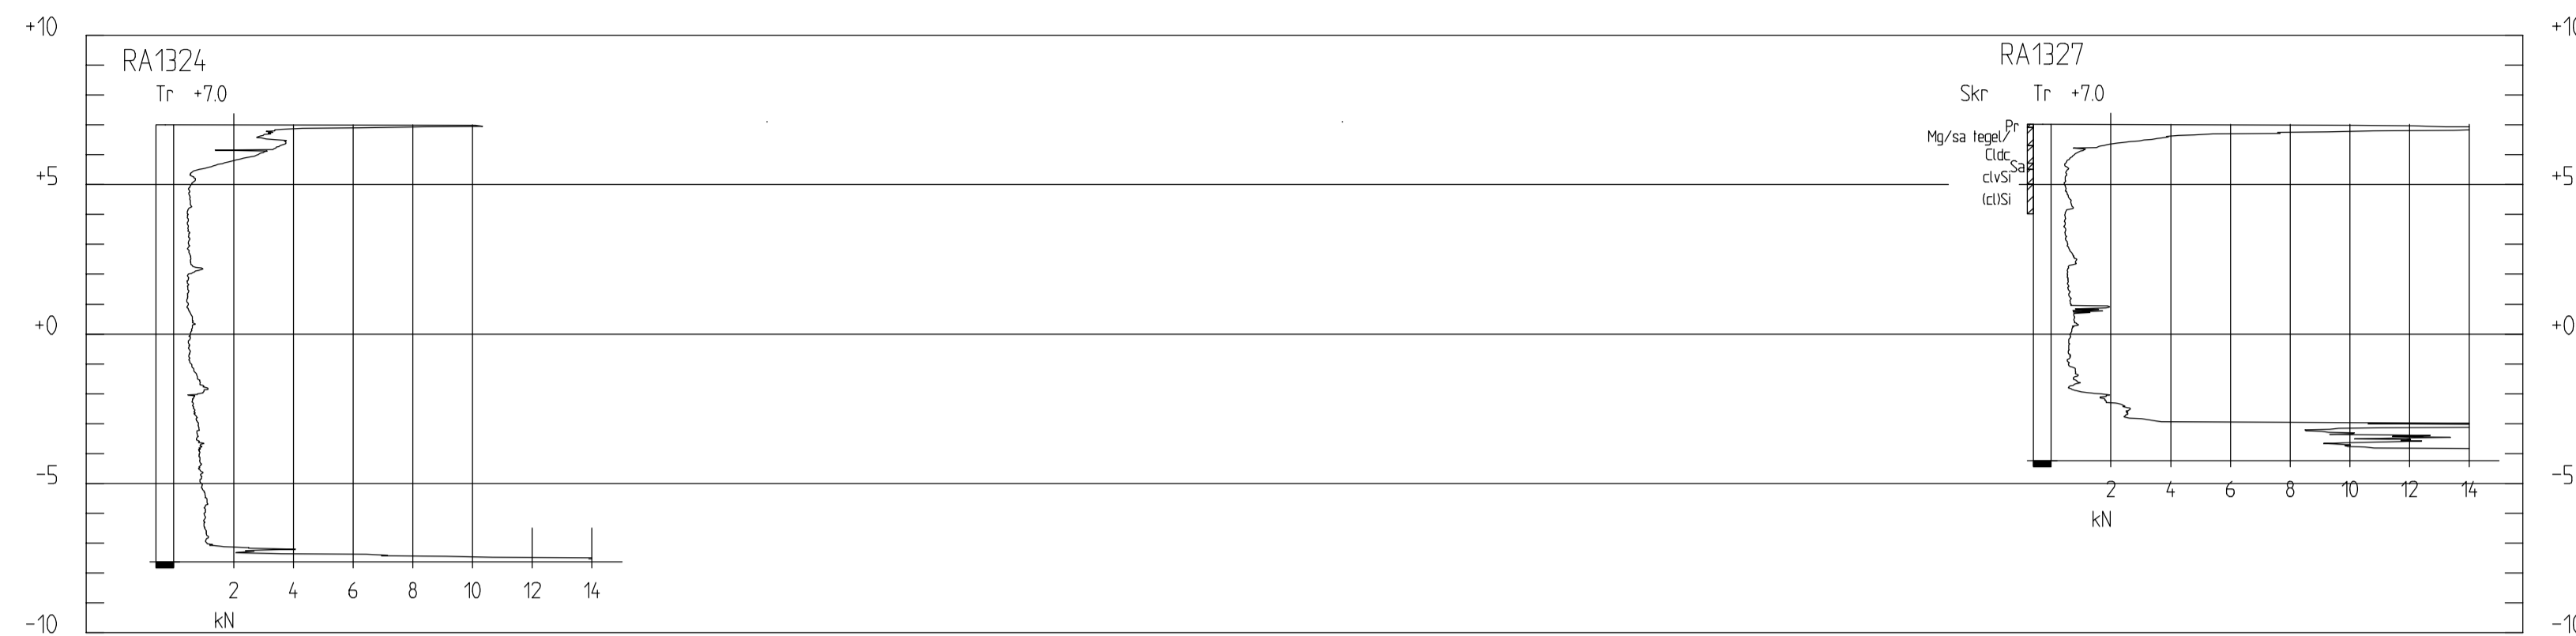 +10
+10
RA1324
RA1327
Tr +7.0
Skr Tr +7.0
Pr
Mg/sa tegel/
Cldc
Sa
+5
clvSi
+5
(cl)Si
+0
+0
-5
-5
2 4 6 8 10 12 14
kN
2 4 6 8 10 12 14
kN
-10
-10